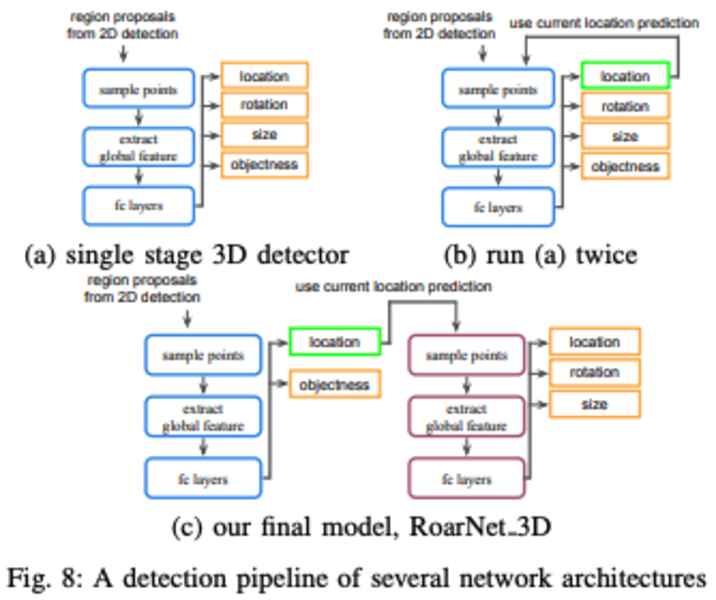 region proposals
from 2D detection
sample points
extract
global feature
fc layers
location
rotation
size
objectness
(a) single stage 3D detector
region proposals
from 2D detection
use current location prediction
sample points
extract
global feature
fc layers
location
rotation
size
objectness
(b) run (a) twice
region proposals
from 2D detection
use current location prediction
sample points
extract
global feature
fc layers
location
objectness
sample points
extract
global feature
fc layers
location
rotation
size
(c) our final model, RoarNet_3D
Fig. 8: A detection pipeline of several network architectures